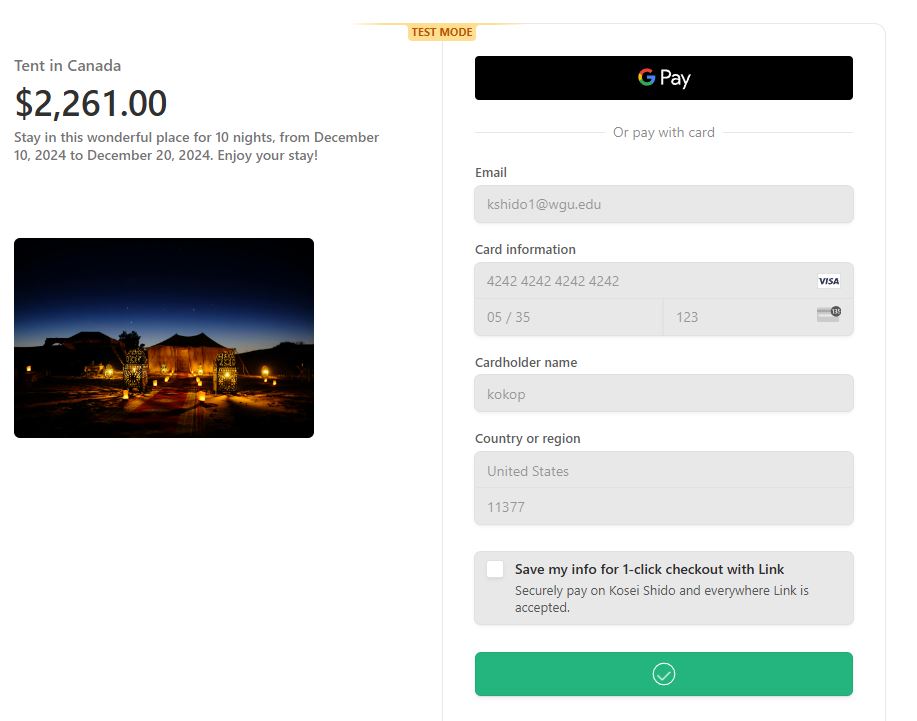 TEST MODE
Tent in Canada
$2,261.00
Stay in this wonderful place for 10 nights, from December
10, 2024 to December 20, 2024. Enjoy your stay!
G Pay
Or pay with card
Email
kshido1@wgu.edu
Card information
4242 4242 4242 4242
VISA
05 / 35
123
135
Cardholder name
kokop
Country or region
United States
11377
Save my info for 1-click checkout with Link
Securely pay on Kosei Shido and everywhere Link is
accepted.